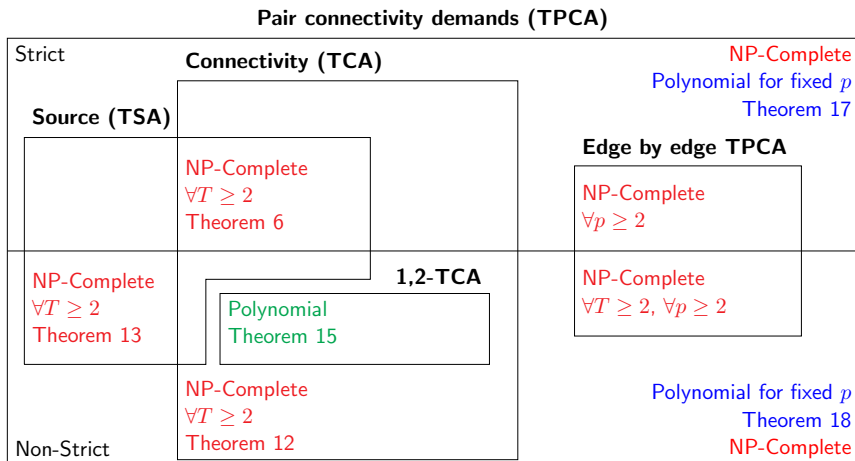 Pair connectivity demands (TPCA)
Strict
Connectivity (TCA)
NP-Complete
Polynomial for fixed p
Theorem 17
Source (TSA)
Edge by edge TPCA
NP-Complete
∀T ≥ 2
Theorem 6
NP-Complete
∀p ≥ 2
NP-Complete
∀T ≥ 2
Theorem 13
1,2-TCA
Polynomial
Theorem 15
NP-Complete
∀T ≥ 2, ∀p ≥ 2
NP-Complete
∀T ≥ 2
Theorem 12
Polynomial for fixed p
Theorem 18
NP-Complete
Non-Strict